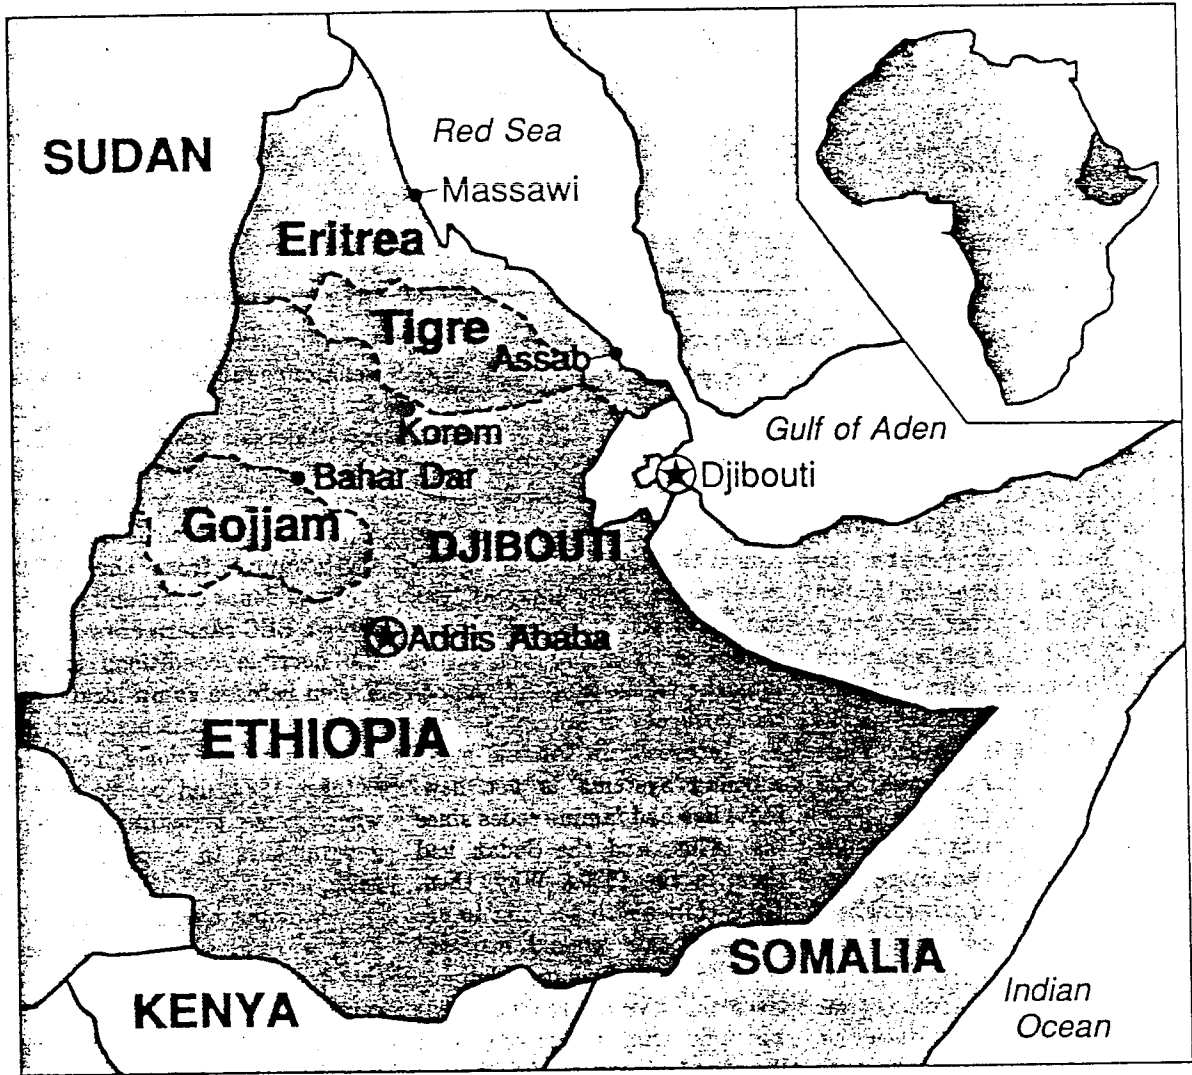 SUDAN
Red Sea
Massawi
Eritrea
Tigre
Assab
Korem
Gulf of Aden
Bahar Dar
Djibouti
Gojjam
DJIBOUTI
Addis Ababa
ETHIOPIA
SOMALIA
KENYA
Indian
Ocean